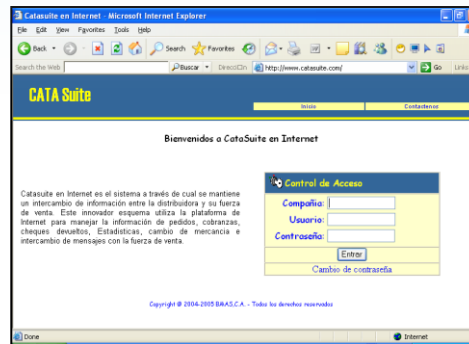 Catasuite en Internet - Microsoft Internet Explorer
File Edit View Favorites Tools Help
Back Search Favorites
Search the Web Buscar Dirección http://www.catasuite.com/ Go Links
CATA Suite
Inicio Contactenos
Bienvenidos a CataSuite en Internet
Catasuite en Internet es el sistema a través de cual se mantiene
un intercambio de información entre la distribuidora y su fuerza
de venta. Este innovador esquema utiliza la plataforma de
Internet para manejar la información de pedidos, cobranzas,
cheques devueltos, Estadisticas, cambio de mercancia e
intercambio de mensajes con la fuerza de venta.
Control de Acceso
Compañia:
Usuario:
Contraseña:
Entrar
Cambio de contraseña
Copyright @ 2004-2005 BMAS,C.A. - Todos los derechos reservados
Done Internet